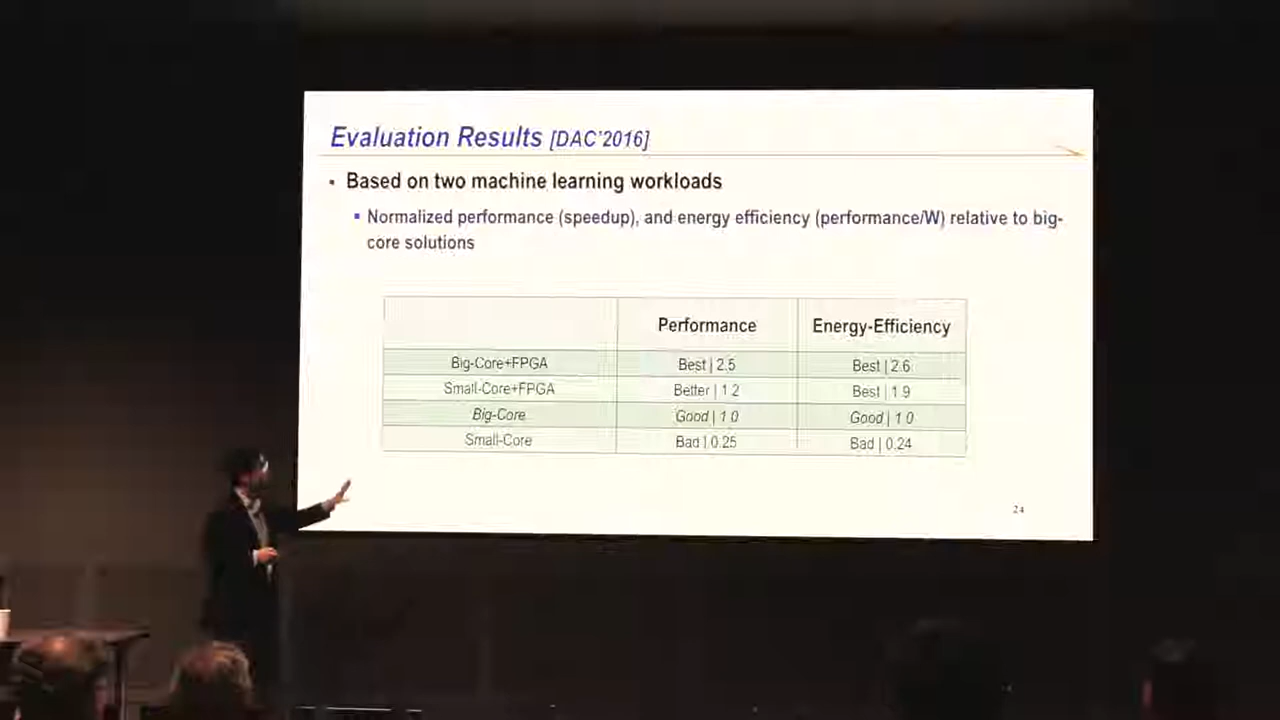 Evaluation Results [DAC'2016]
▪ Based on two machine learning workloads
▪ Normalized performance (speedup), and energy efficiency (performance/W) relative to big-
core solutions
Performance Energy-Efficiency
Big-Core+FPGA Best | 2.5 Best | 2.6
Small-Core+FPGA Better | 1.2 Best | 1.9
Big-Core Good | 1.0 Good | 1.0
Small-Core Bad | 0.25 Bad | 0.24
24